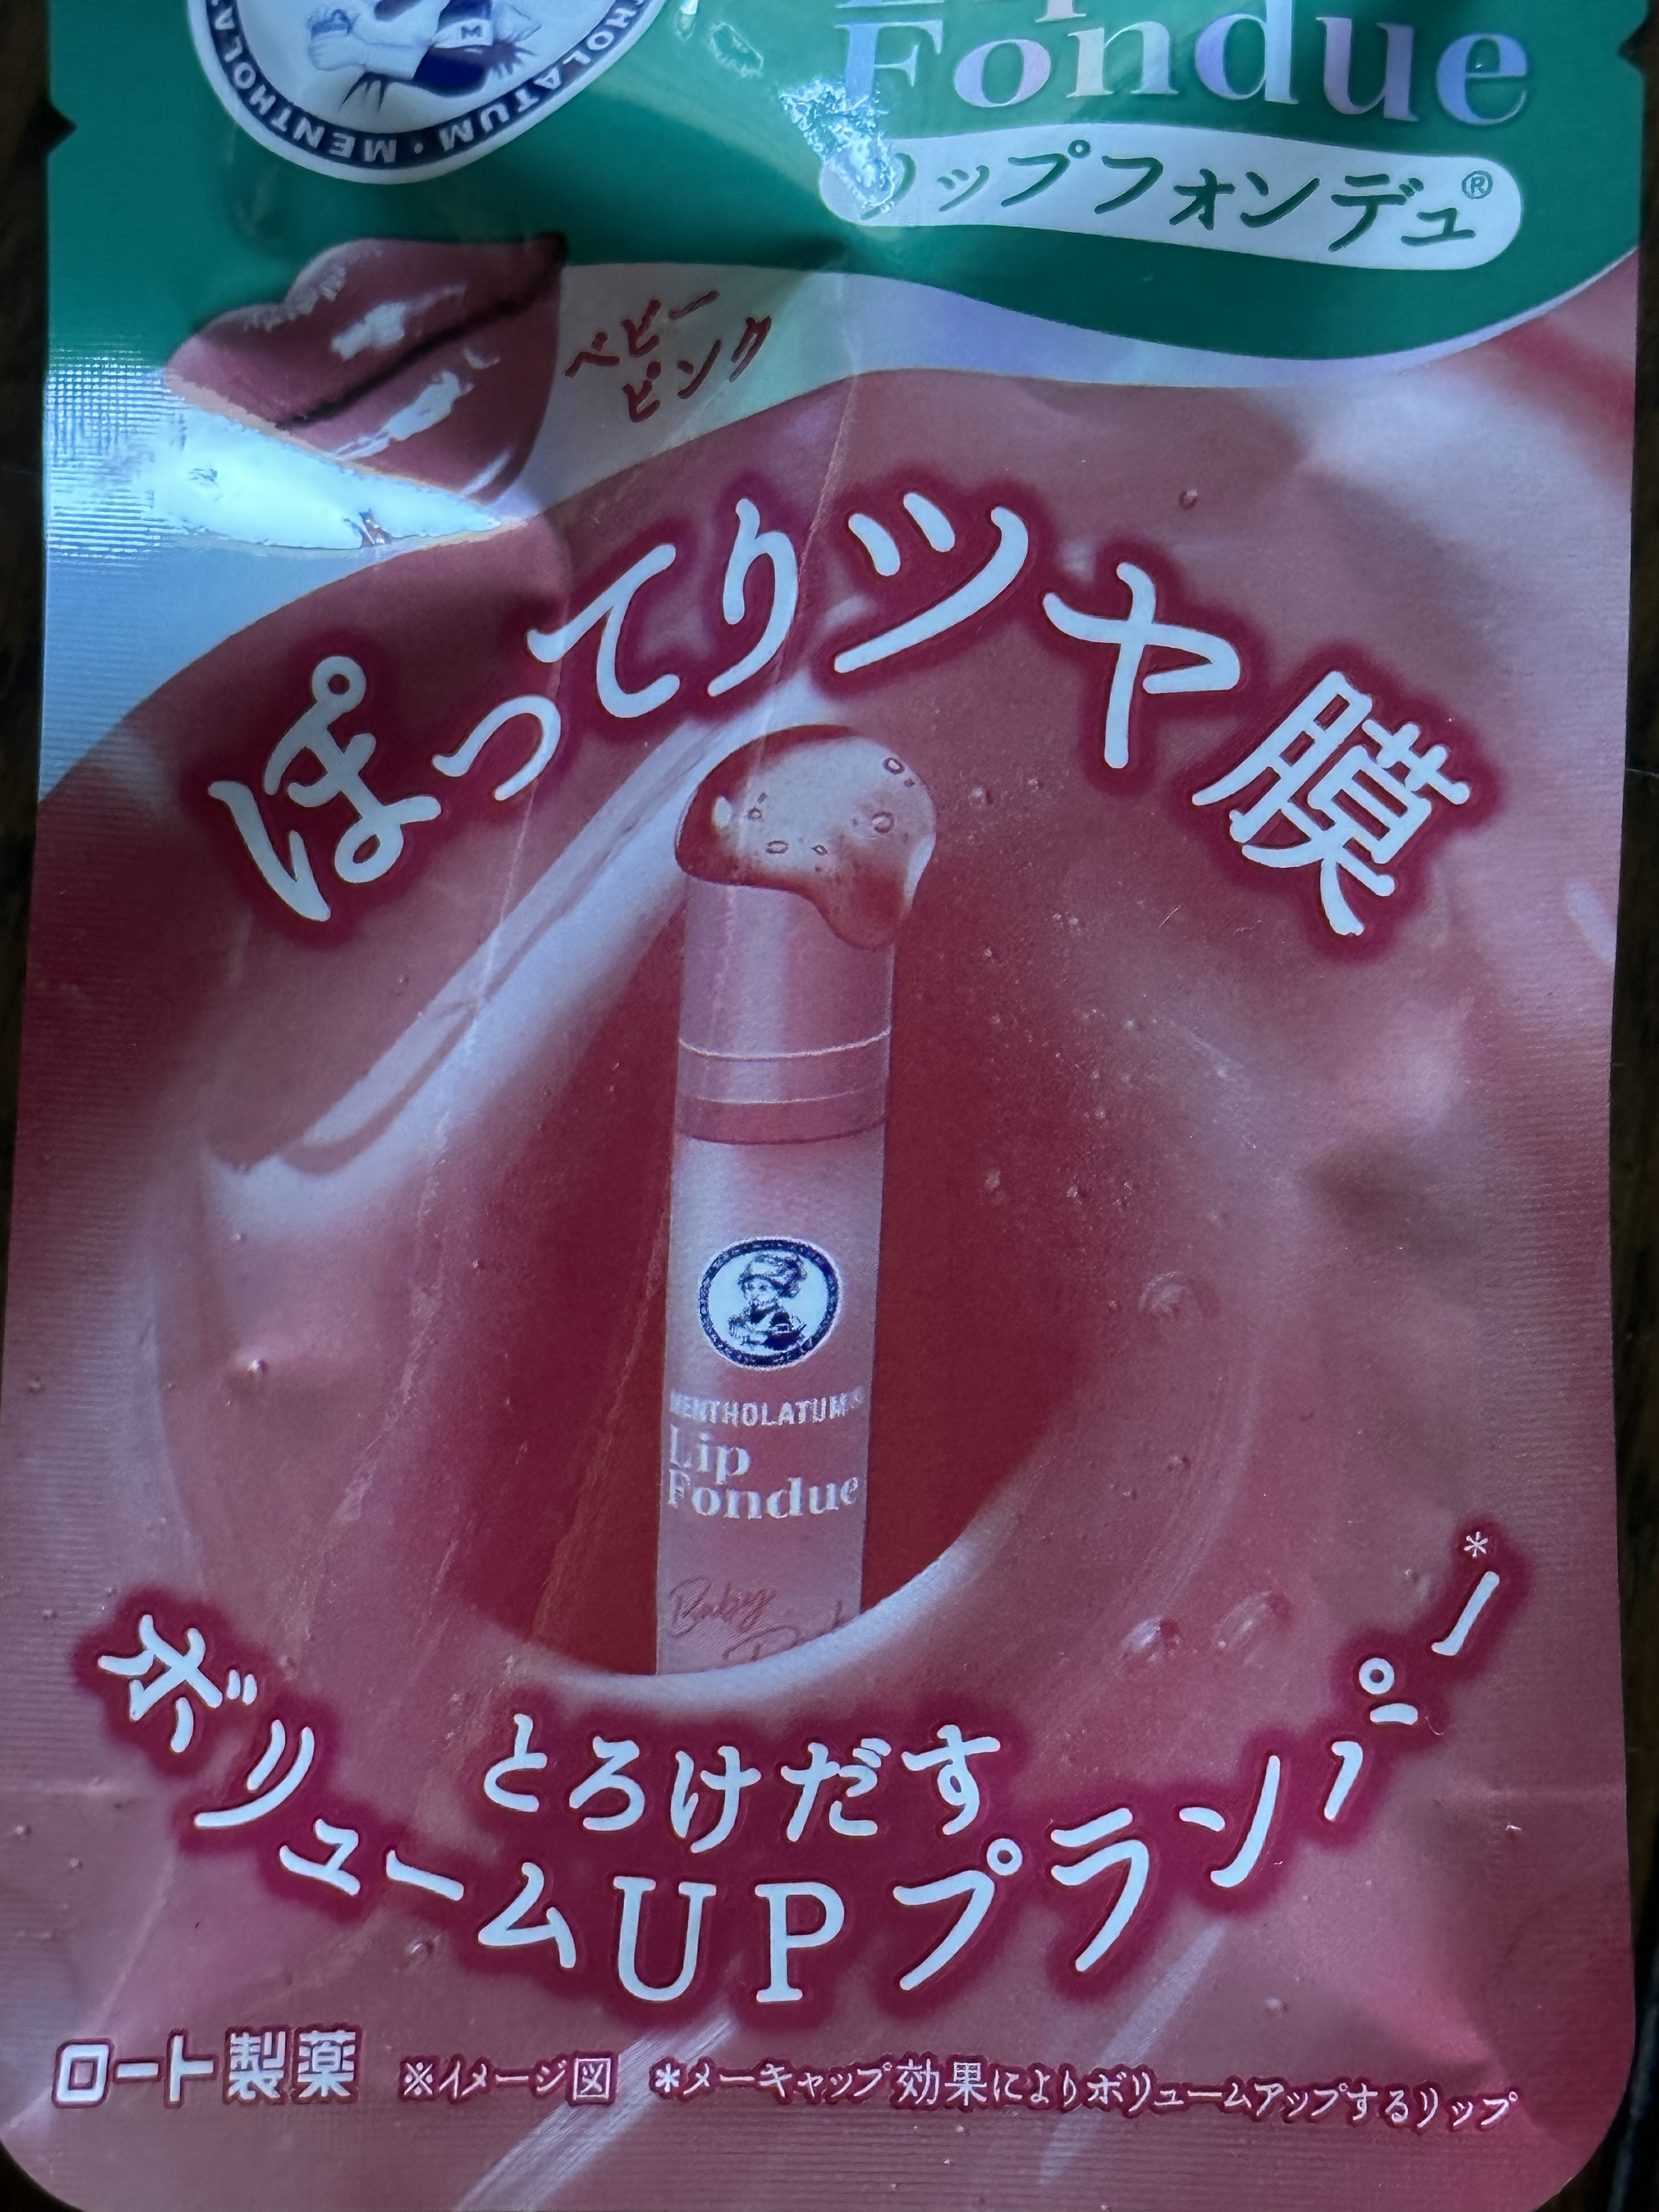 MENTHOLATUM
Fondue
リップフォンデュ®
ベビー
ピンク
ぽってりツヤ膜
MENTHOLATUM
Lip
Fondue
Baby
とろけだす
ボリュームUPプランパー*
ロート製薬 ※イメージ図 *メーキャップ効果によりボリュームアップするリップ